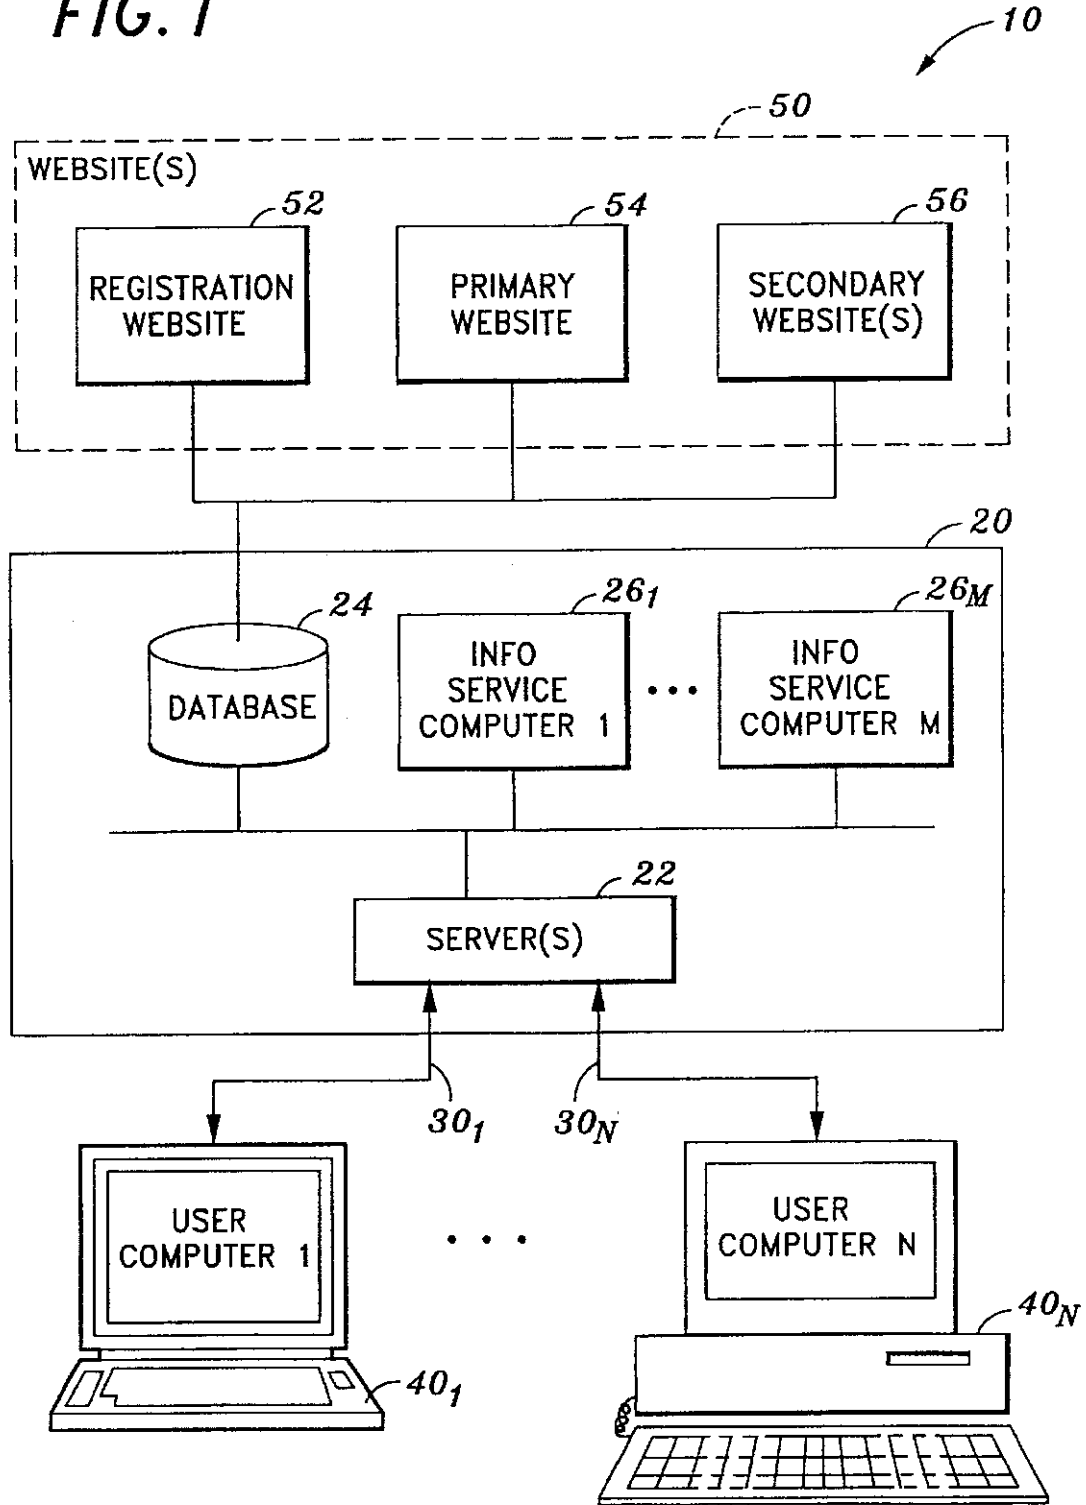 FIG. 1
10
50
WEBSITE(S)
52
54
56
REGISTRATION
WEBSITE
PRIMARY
WEBSITE
SECONDARY
WEBSITE(S)
20
24
26₁
26M
DATABASE
INFO
SERVICE
COMPUTER 1
INFO
SERVICE
COMPUTER M
22
SERVER(S)
30₁
30N
USER
COMPUTER 1
USER
COMPUTER N
40₁
40N